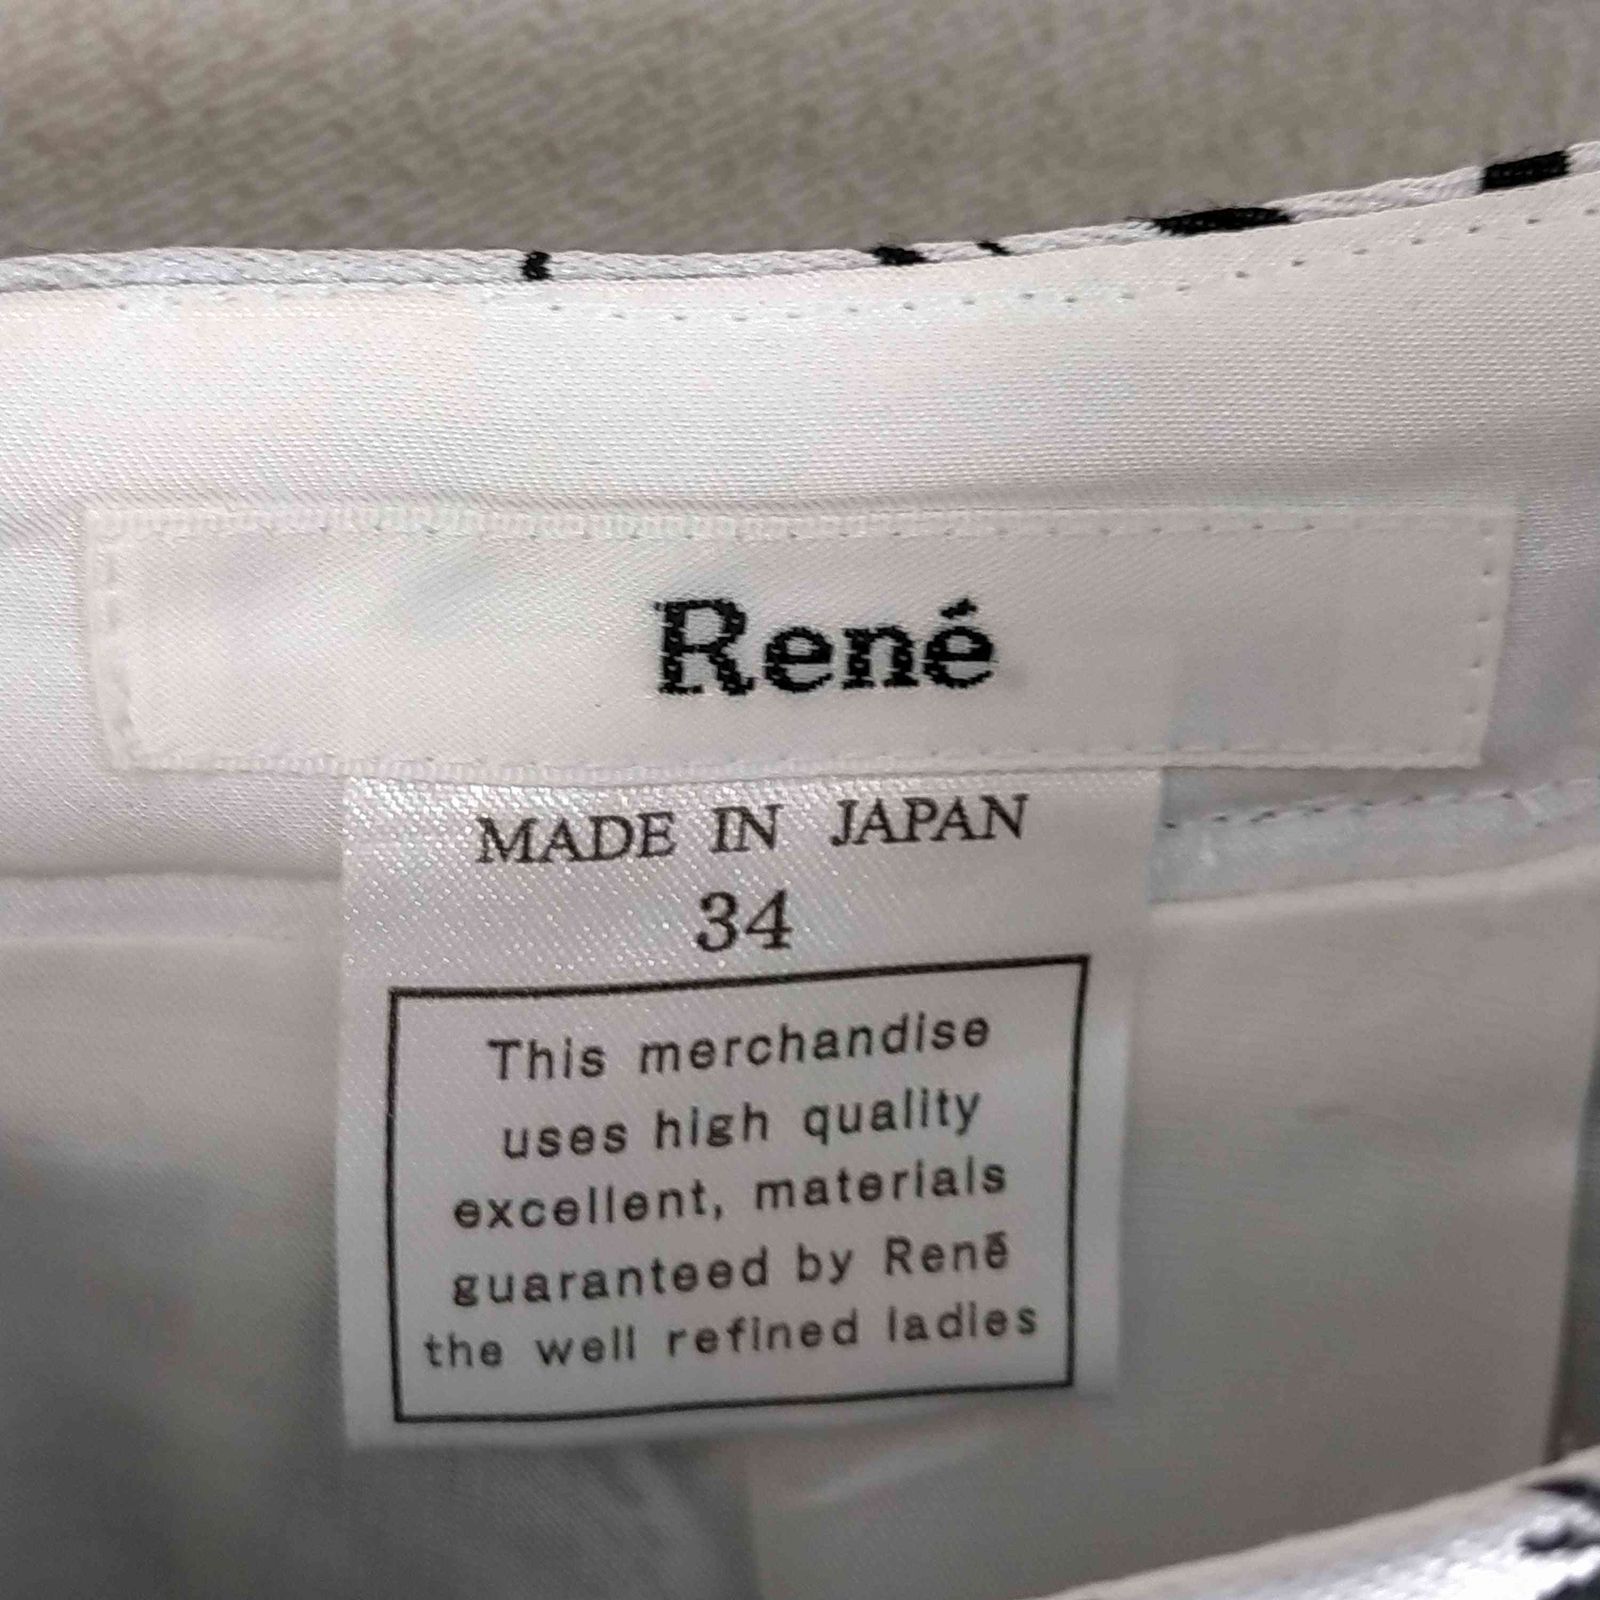 René
MADE IN JAPAN
34
This merchandise
uses high quality
excellent, materials
guaranteed by René
the well refined ladies